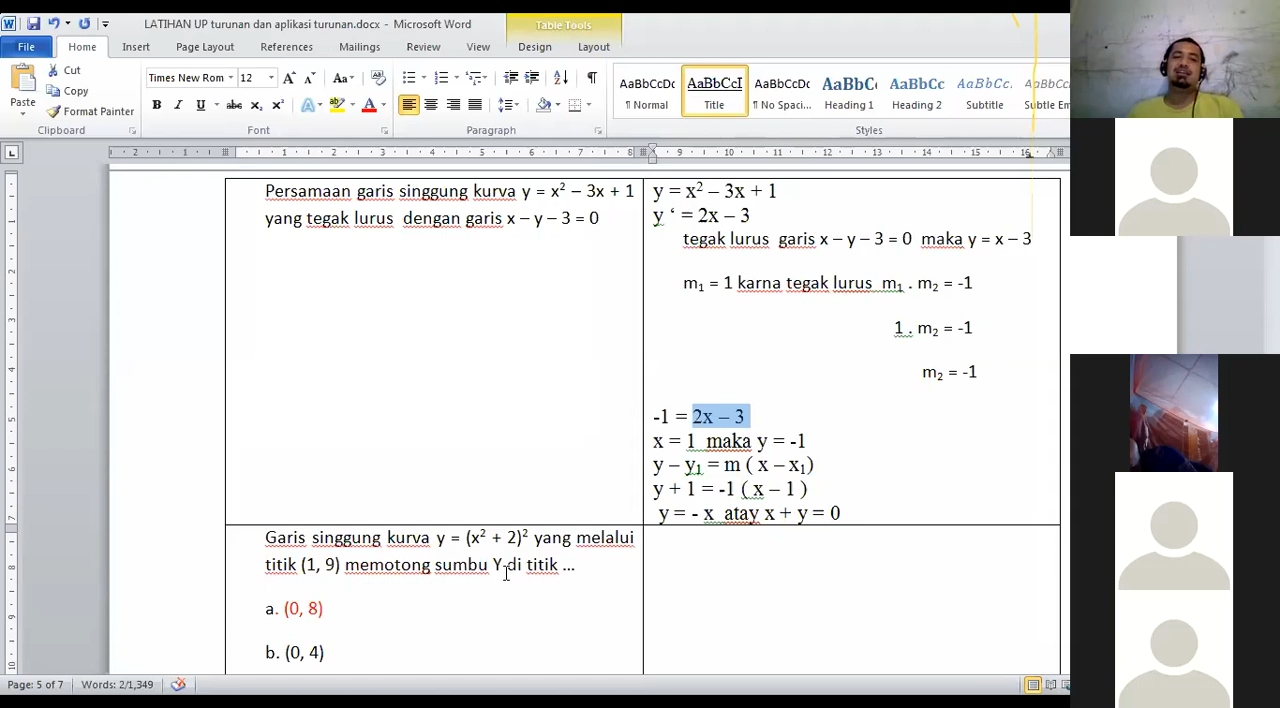 LATIHAN UP turunan dan aplikasi turunan.docx - Microsoft Word
Table Tools
File Home Insert Page Layout References Mailings Review View Design Layout
Paste
Cut
Copy
Format Painter
Clipboard
Times New Rom 12
Font
Paragraph
AaBbCcDc AaBbCcI AaBbCcDc AaBbC AaBbCc AaBbCcL AaBbCcDc
¶ Normal Title ¶ No Spaci... Heading 1 Heading 2 Subtitle Subtle Em
Styles
Persamaan garis singgung kurva y = x² – 3x + 1
yang tegak lurus dengan garis x – y – 3 = 0
y = x² – 3x + 1
y ‘ = 2x – 3
tegak lurus garis x – y – 3 = 0 maka y = x – 3
m₁ = 1 karna tegak lurus m₁ . m₂ = -1
1 . m₂ = -1
m₂ = -1
-1 = 2x – 3
x = 1 maka y = -1
y – y₁ = m ( x – x₁)
y + 1 = -1 ( x – 1 )
y = - x atay x + y = 0
Garis singgung kurva y = (x² + 2)² yang melalui
titik (1, 9) memotong sumbu Y di titik ...
a. (0, 8)
b. (0, 4)
Page: 5 of 7 Words: 2/1,349